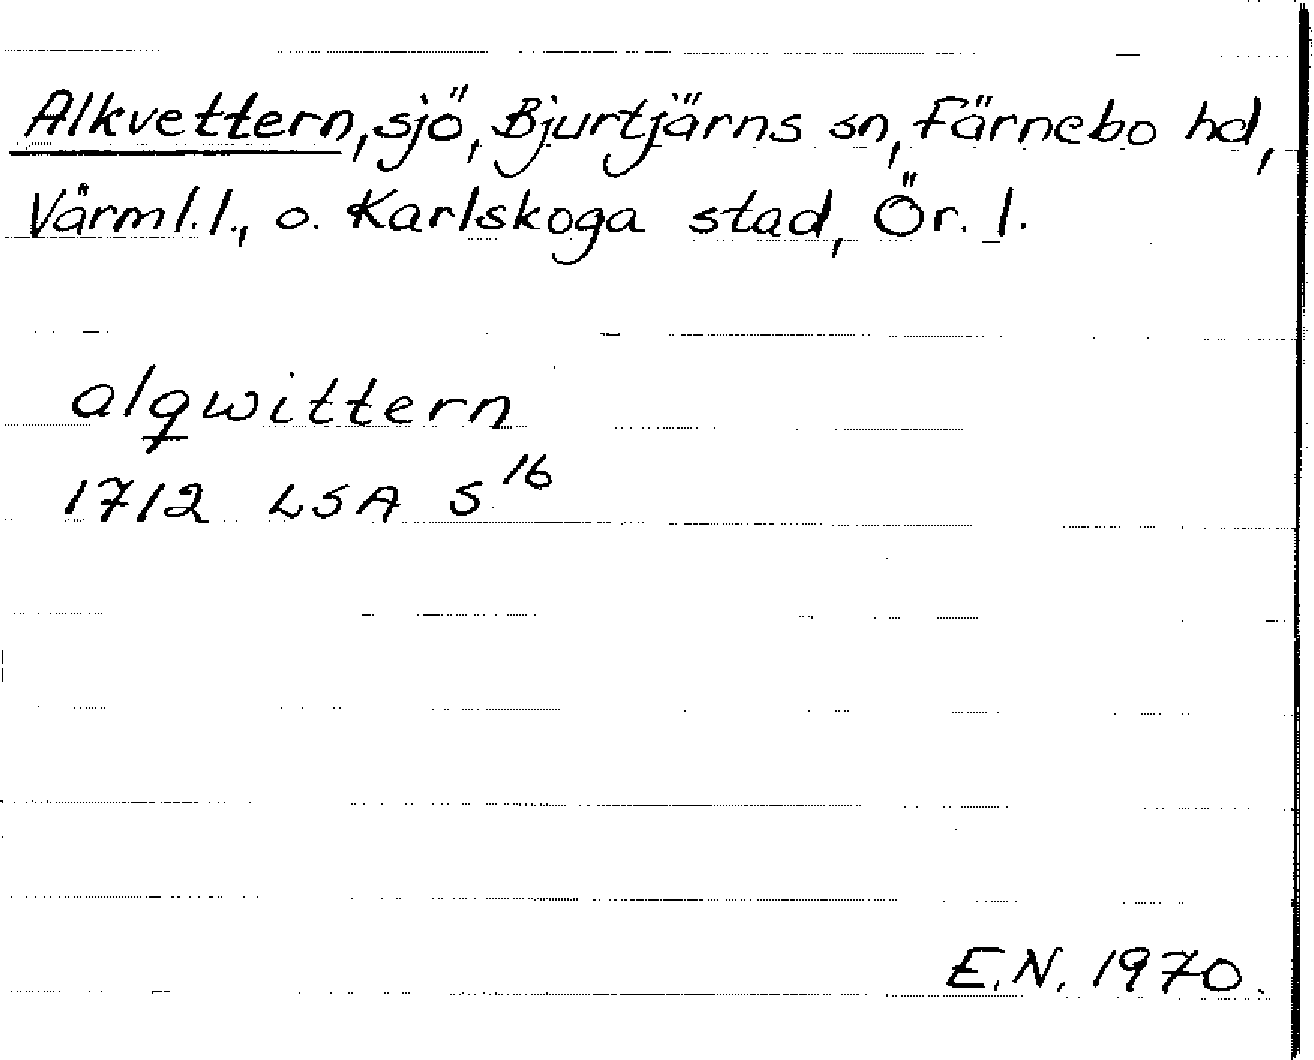 Alkvettern, sjö, Bjurtjärns sn, Färnebo hd,
Värml. l., o. Karlskoga stad, Ör. l.
alqwittern
1712 LSA S 16
E.N. 1970.